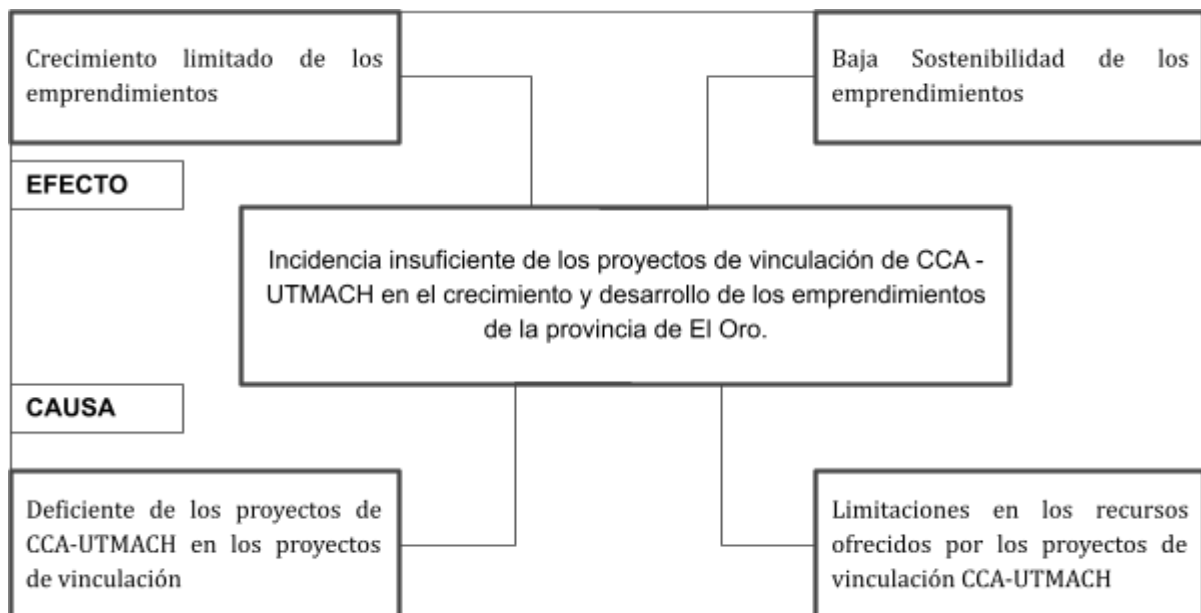 Crecimiento limitado de los
emprendimientos
Baja Sostenibilidad de los
emprendimientos
EFECTO
Incidencia insuficiente de los proyectos de vinculación de CCA -
UTMACH en el crecimiento y desarrollo de los emprendimientos
de la provincia de El Oro.
CAUSA
Deficiente de los proyectos de
CCA-UTMACH en los proyectos
de vinculación
Limitaciones en los recursos
ofrecidos por los proyectos de
vinculación CCA-UTMACH